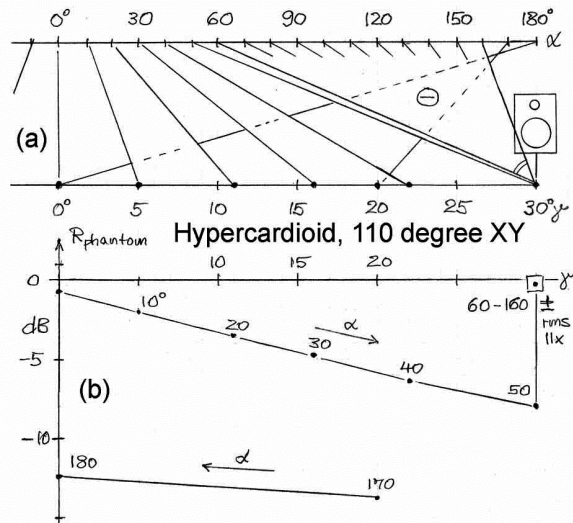 0° 30 60 90 120 150 180° α
(a)
⊖
0° 5 10 15 20 25 30° γ
Rphantom Hypercardioid, 110 degree XY
0 10 15 20 γ
dB
10°
20
30
α
40
50
60-160 ±
rms
11x
-5
(b)
-10
180
α
170